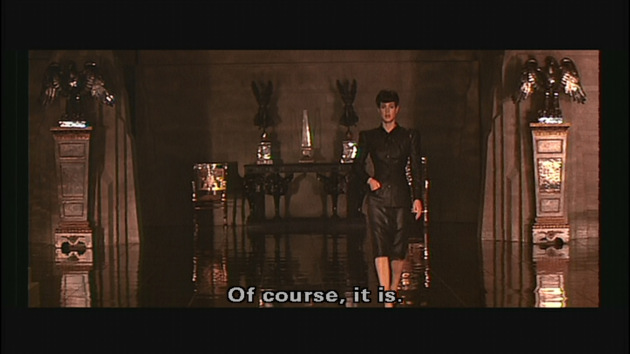 Of course, it is.